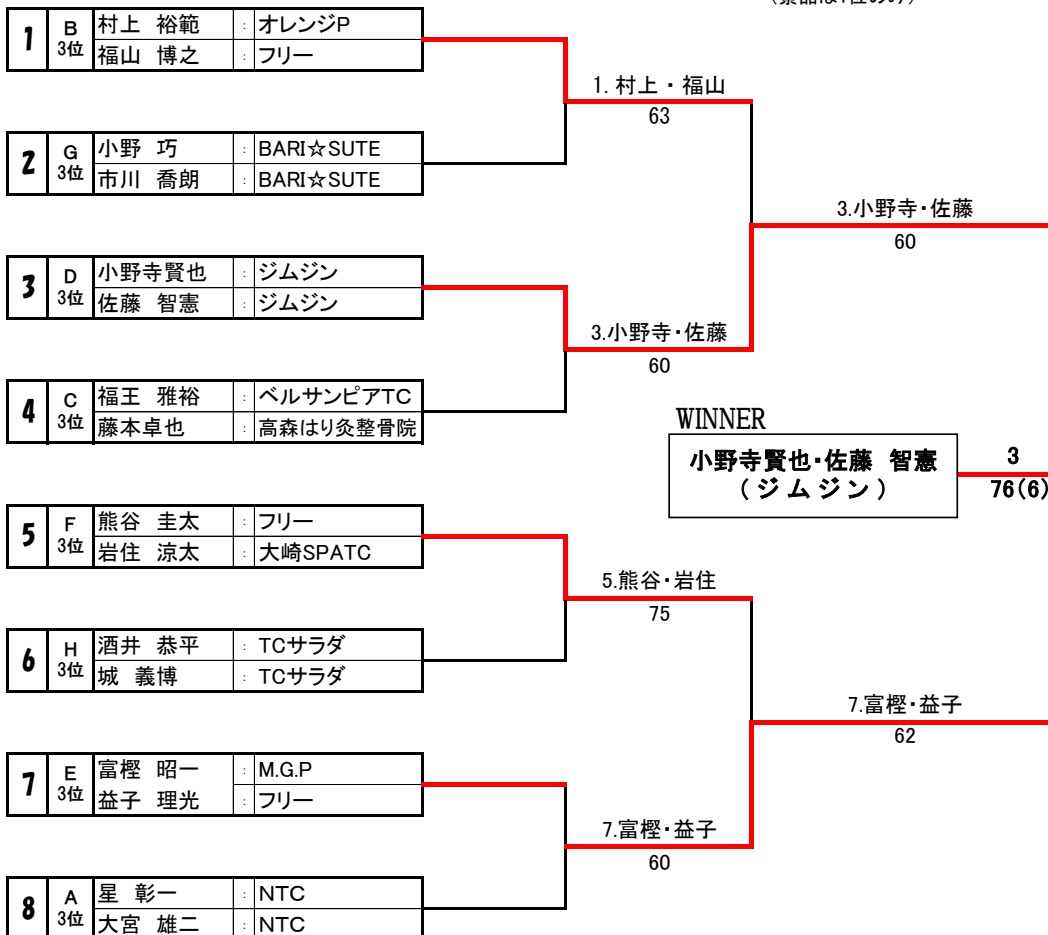 (景品は1位のみ)
1 B 3位 村上 裕範 : オレンジP
福山 博之 : フリー
1. 村上・福山
63
2 G 3位 小野 巧 : BARI☆SUTE
市川 喬朗 : BARI☆SUTE
3.小野寺・佐藤
60
3 D 3位 小野寺賢也 : ジムジン
佐藤 智憲 : ジムジン
3.小野寺・佐藤
60
4 C 3位 福王 雅裕 : ベルサンピアTC
藤本卓也 : 高森はり灸整骨院
WINNER
小野寺賢也・佐藤 智憲
(ジムジン)
3
76(6)
5 F 3位 熊谷 圭太 : フリー
岩住 涼太 : 大崎SPATC
5.熊谷・岩住
75
6 H 3位 酒井 恭平 : TCサラダ
城 義博 : TCサラダ
7.富樫・益子
62
7 E 3位 富樫 昭一 : M.G.P
益子 理光 : フリー
7.富樫・益子
60
8 A 3位 星 彰一 : NTC
大宮 雄二 : NTC